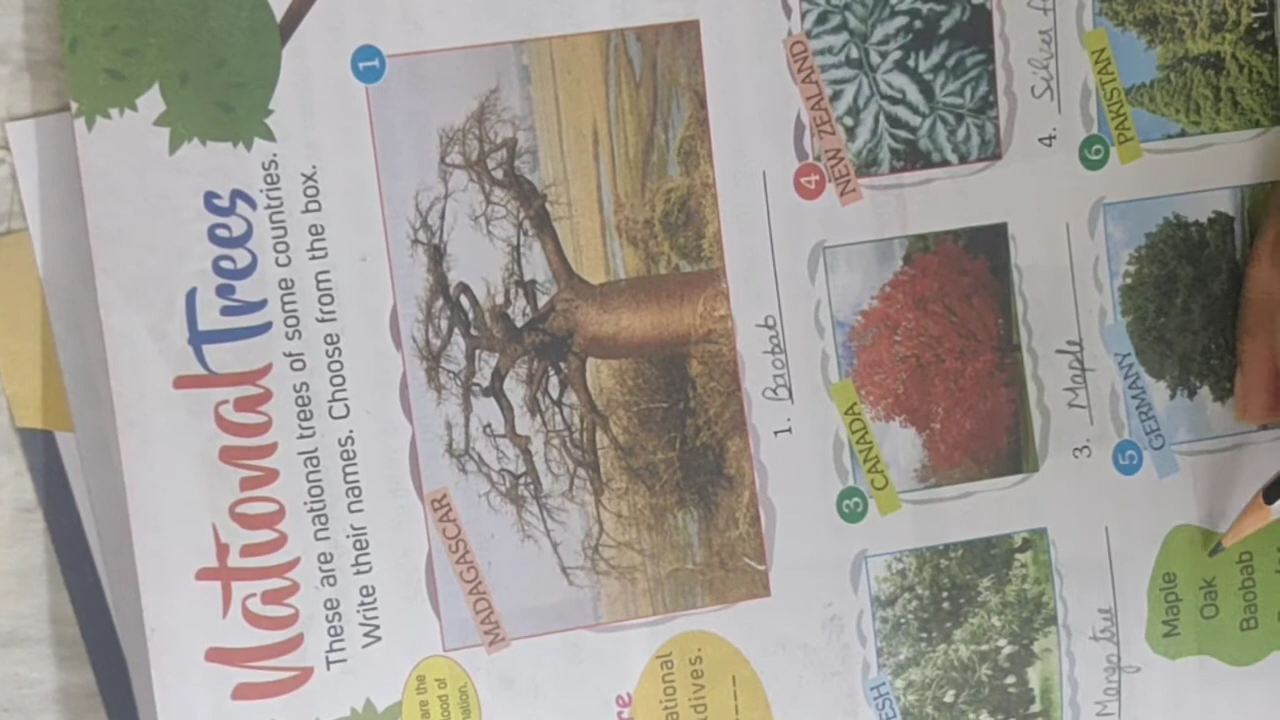 National Trees
These are national trees of some countries.
Write their names. Choose from the box.
1
MADAGASCAR
1. Baobab
are the
lood of
ation.
re
ational
ldives.
ESH
Mango tree
3
CANADA
3. Maple
4
NEW ZEALAND
4. Silver f
5
GERMANY
6
PAKISTAN
Maple
Oak
Baobab